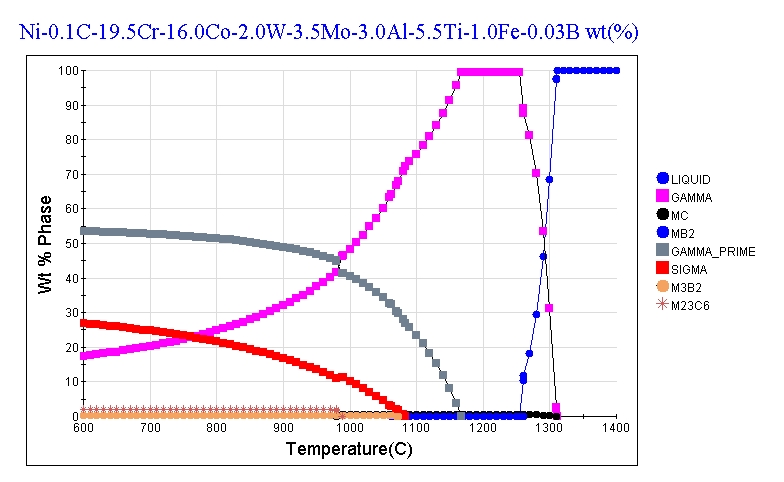 Ni-0.1C-19.5Cr-16.0Co-2.0W-3.5Mo-3.0Al-5.5Ti-1.0Fe-0.03B wt(%)
Wt % Phase
100
90
80
70
60
50
40
30
20
10
0
600 700 800 900 1000 1100 1200 1300 1400
Temperature(C)
LIQUID
GAMMA
MC
MB2
GAMMA_PRIME
SIGMA
M3B2
M23C6